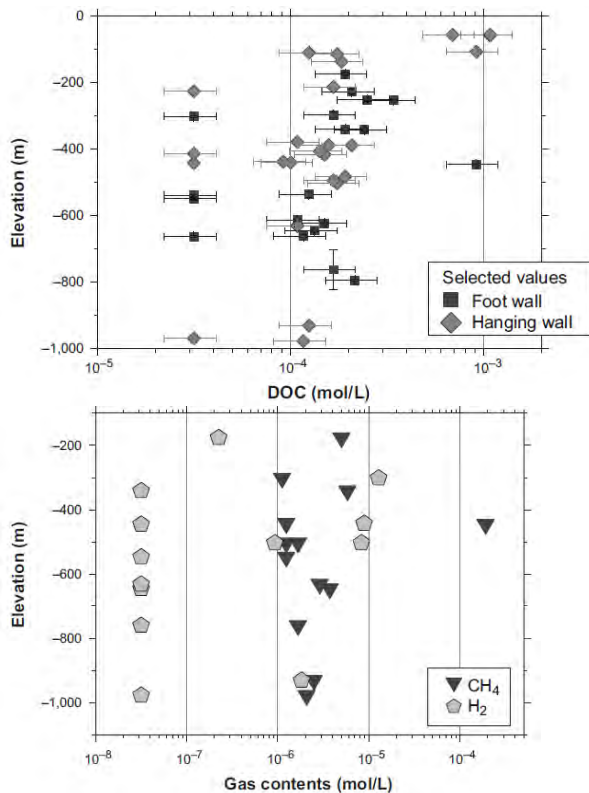 0
–200
–400
–600
–800
–1,000
Elevation (m)
Selected values
Foot wall
Hanging wall
10⁻⁵
10⁻⁴
10⁻³
DOC (mol/L)
–200
–400
–600
–800
–1,000
Elevation (m)
CH₄
H₂
10⁻⁸
10⁻⁷
10⁻⁶
10⁻⁵
10⁻⁴
Gas contents (mol/L)